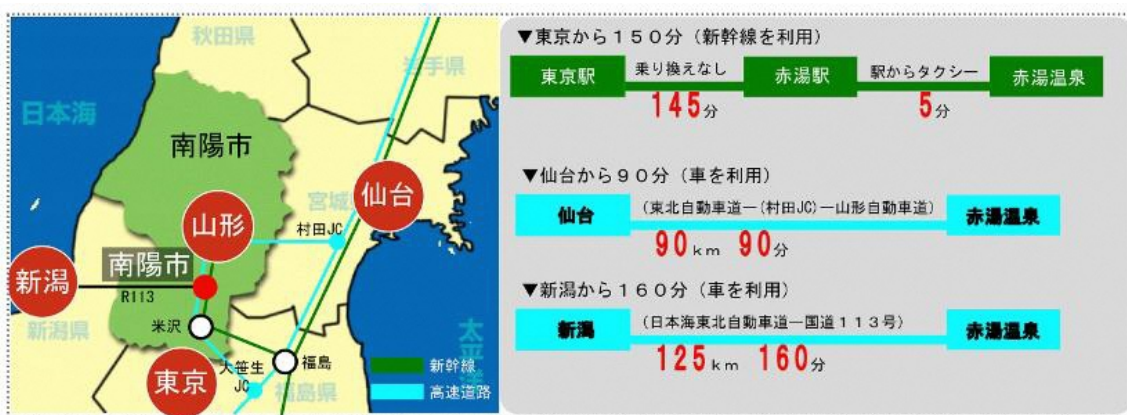 秋田県
岩手県
日本海
南陽市
宮城
仙台
山形
村田JC
新潟
南陽市
R113
新潟県
米沢
太平洋
大笹生
JC
福島
東京
福島県
新幹線
高速道路
▼東京から150分（新幹線を利用）
東京駅
乗り換えなし
赤湯駅
駅からタクシー
赤湯温泉
145分
5分
▼仙台から90分（車を利用）
仙台
（東北自動車道ー(村田JC)ー山形自動車道）
赤湯温泉
90km 90分
▼新潟から160分（車を利用）
新潟
（日本海東北自動車道ー国道113号）
赤湯温泉
125km 160分